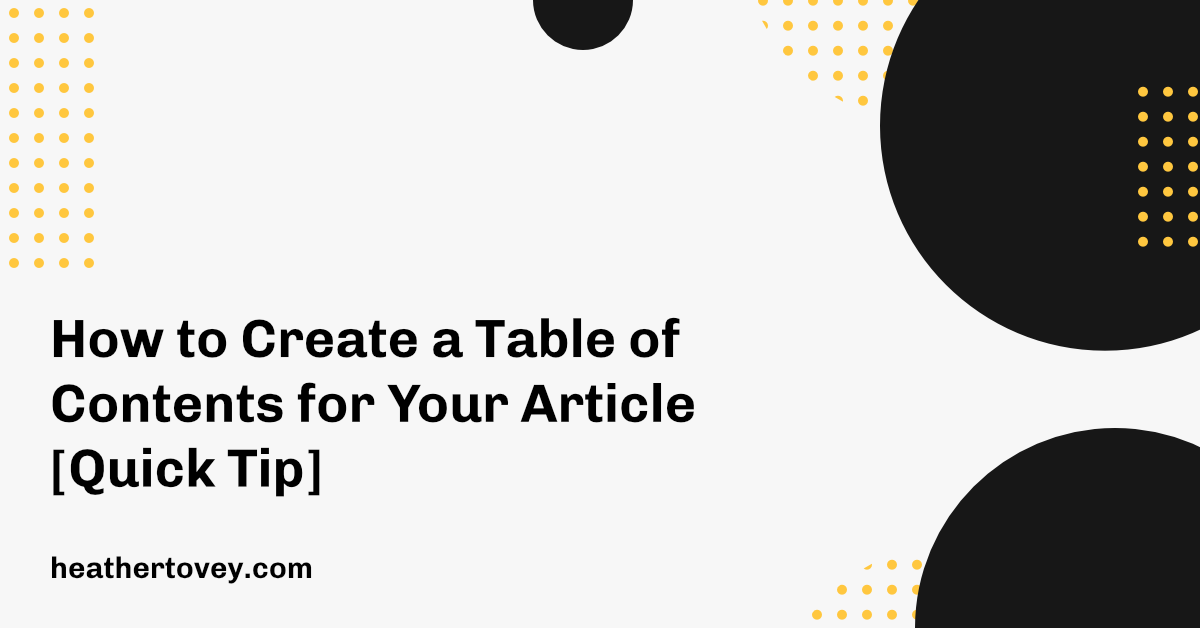 How to Create a Table of
Contents for Your Article
[Quick Tip]
heathertovey.com